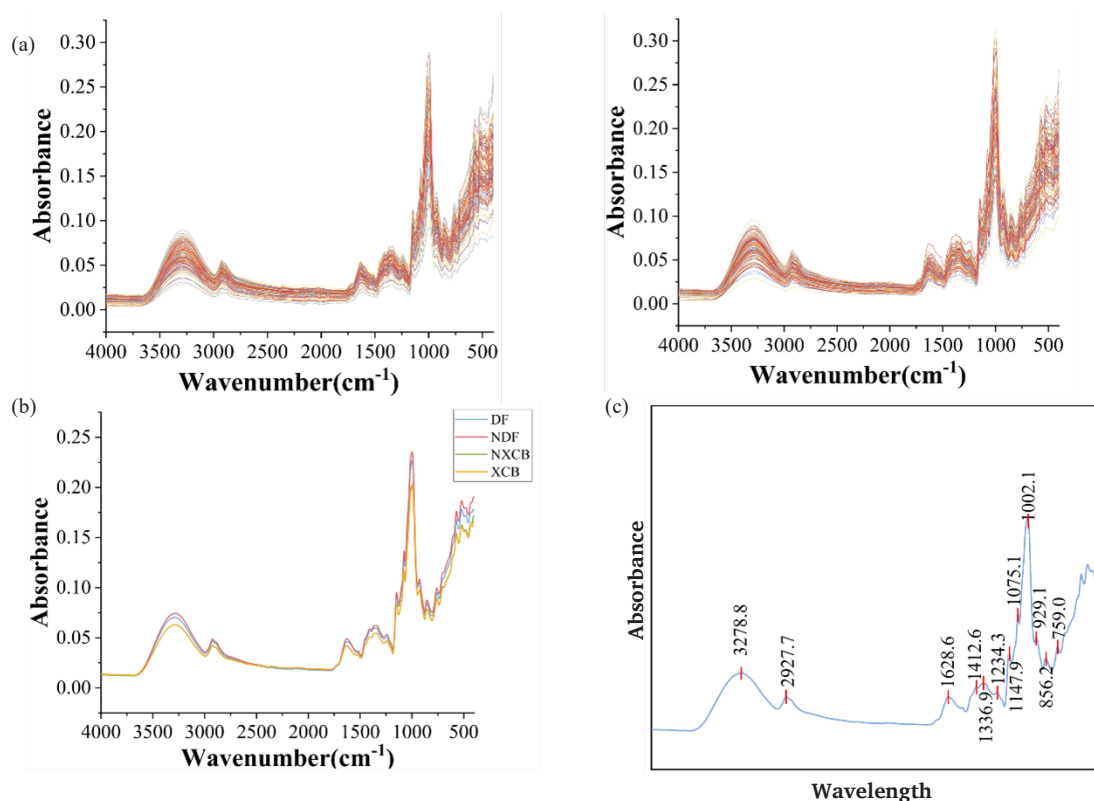 (a)
0.30
0.25
0.20
0.15
0.10
0.05
0.00
Absorbance
4000 3500 3000 2500 2000 1500 1000 500
Wavenumber(cm⁻¹)
0.30
0.25
0.20
0.15
0.10
0.05
0.00
Absorbance
4000 3500 3000 2500 2000 1500 1000 500
Wavenumber(cm⁻¹)
(b)
DF
NDF
NXCB
XCB
0.25
0.20
0.15
0.10
0.05
0.00
Absorbance
4000 3500 3000 2500 2000 1500 1000 500
Wavenumber(cm⁻¹)
(c)
Absorbance
3278.8
2927.7
1628.6
1412.6
1336.9
1234.3
1147.9
1075.1
1002.1
929.1
856.2
759.0
Wavelength